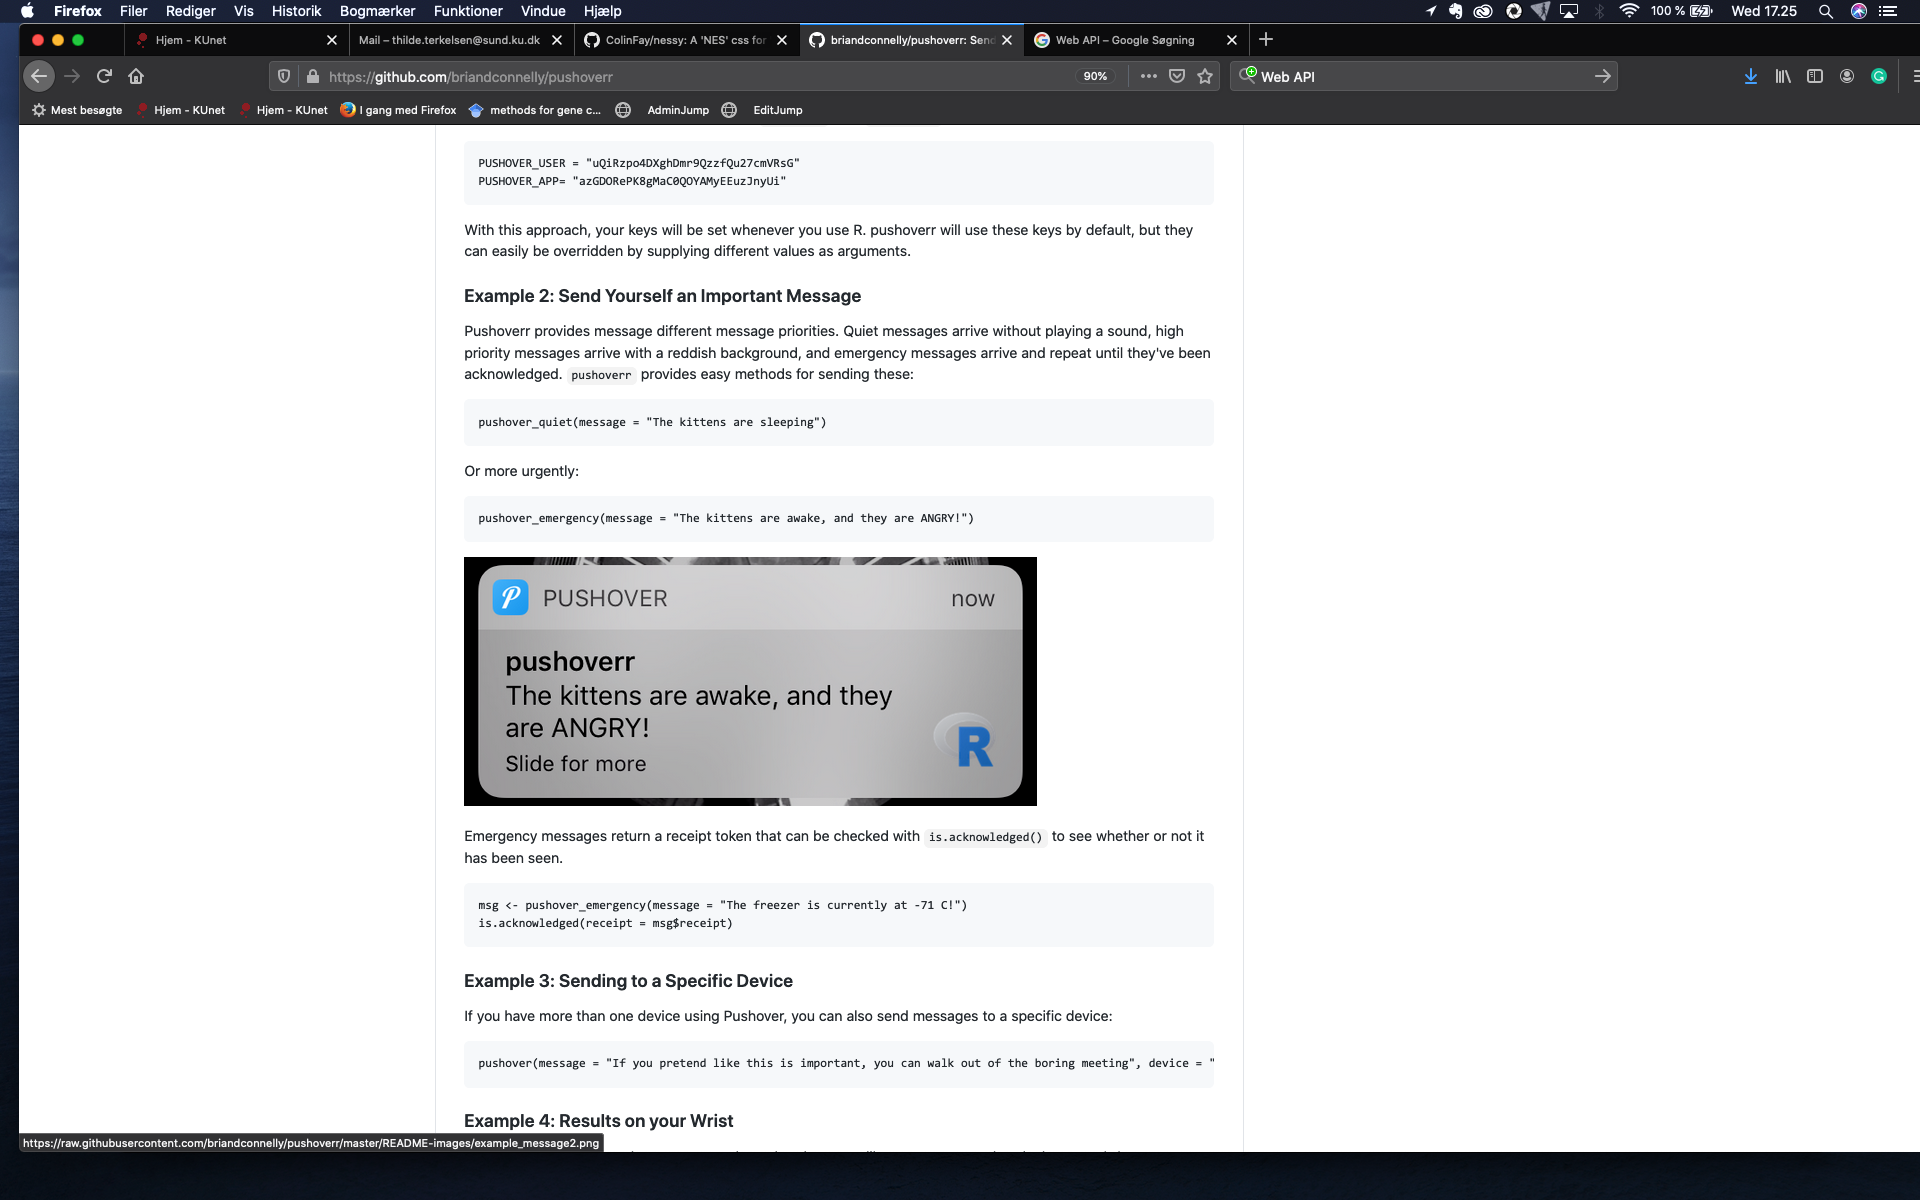 Firefox Filer Rediger Vis Historik Bogmærker Funktioner Vindue Hjælp 100 % Wed 17.25
Hjem - KUnet
Mail – thilde.terkelsen@sund.ku.dk
ColinFay/nessy: A 'NES' css for
briandconnelly/pushoverr: Send
Web API – Google Søgning
https://github.com/briandconnelly/pushoverr 90% Web API
Mest besøgte Hjem - KUnet Hjem - KUnet I gang med Firefox methods for gene c... AdminJump EditJump
PUSHOVER_USER = "uQiRzpo4DXghDmr9QzzfQu27cmVRsG"
PUSHOVER_APP= "azGDORePK8gMaC0QOYAMyEEuzJnyUi"
With this approach, your keys will be set whenever you use R. pushoverr will use these keys by default, but they
can easily be overridden by supplying different values as arguments.
Example 2: Send Yourself an Important Message
Pushoverr provides message different message priorities. Quiet messages arrive without playing a sound, high
priority messages arrive with a reddish background, and emergency messages arrive and repeat until they've been
acknowledged. pushoverr provides easy methods for sending these:
pushover_quiet(message = "The kittens are sleeping")
Or more urgently:
pushover_emergency(message = "The kittens are awake, and they are ANGRY!")
PUSHOVER now
pushoverr
The kittens are awake, and they
are ANGRY!
Slide for more
R
Emergency messages return a receipt token that can be checked with is.acknowledged() to see whether or not it
has been seen.
msg <- pushover_emergency(message = "The freezer is currently at -71 C!")
is.acknowledged(receipt = msg$receipt)
Example 3: Sending to a Specific Device
If you have more than one device using Pushover, you can also send messages to a specific device:
pushover(message = "If you pretend like this is important, you can walk out of the boring meeting", device = "
Example 4: Results on your Wrist
https://raw.githubusercontent.com/briandconnelly/pushoverr/master/README-images/example_message2.png